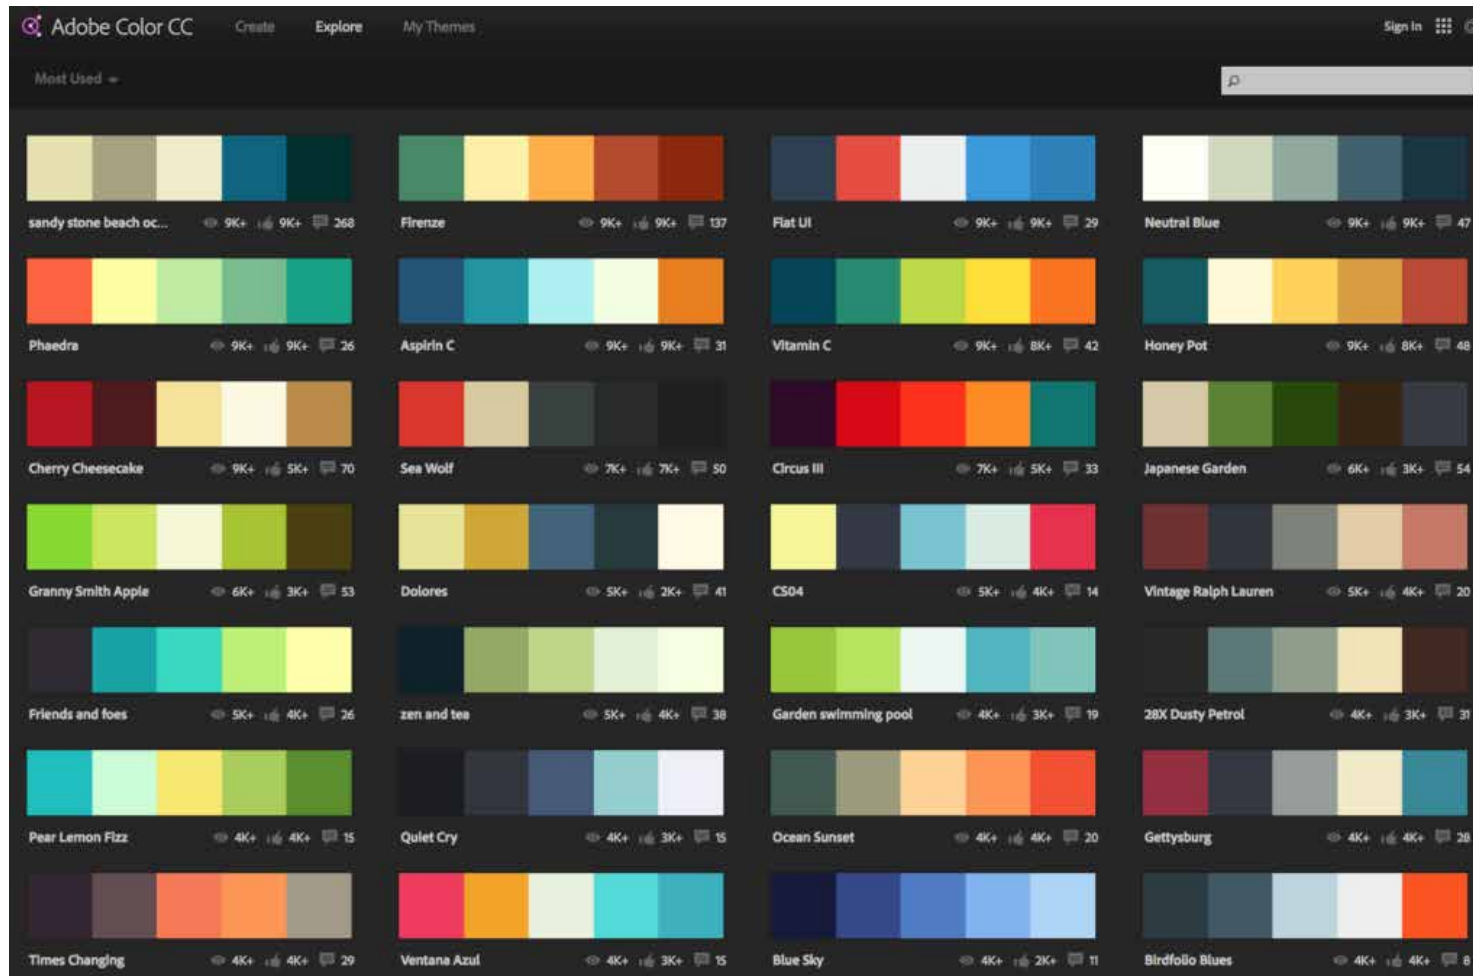 Adobe Color CC Create Explore My Themes Sign In
Most Used
sandy stone beach oc... 9K+ 9K+ 268
Firenze 9K+ 9K+ 137
Flat UI 9K+ 9K+ 29
Neutral Blue 9K+ 9K+ 47
Phaedra 9K+ 9K+ 26
Aspirin C 9K+ 9K+ 31
Vitamin C 9K+ 8K+ 42
Honey Pot 9K+ 8K+ 48
Cherry Cheesecake 9K+ 5K+ 70
Sea Wolf 7K+ 7K+ 50
Circus III 7K+ 5K+ 33
Japanese Garden 6K+ 3K+ 54
Granny Smith Apple 6K+ 3K+ 53
Dolores 5K+ 2K+ 41
CS04 5K+ 4K+ 14
Vintage Ralph Lauren 5K+ 4K+ 20
Friends and foes 5K+ 4K+ 26
zen and tea 5K+ 4K+ 38
Garden swimming pool 4K+ 3K+ 19
28X Dusty Petrol 4K+ 3K+ 31
Pear Lemon Fizz 4K+ 4K+ 15
Quiet Cry 4K+ 3K+ 15
Ocean Sunset 4K+ 4K+ 20
Gettysburg 4K+ 4K+ 28
Times Changing 4K+ 4K+ 29
Ventana Azul 4K+ 3K+ 15
Blue Sky 4K+ 2K+ 11
Birdfolio Blues 4K+ 4K+ 8